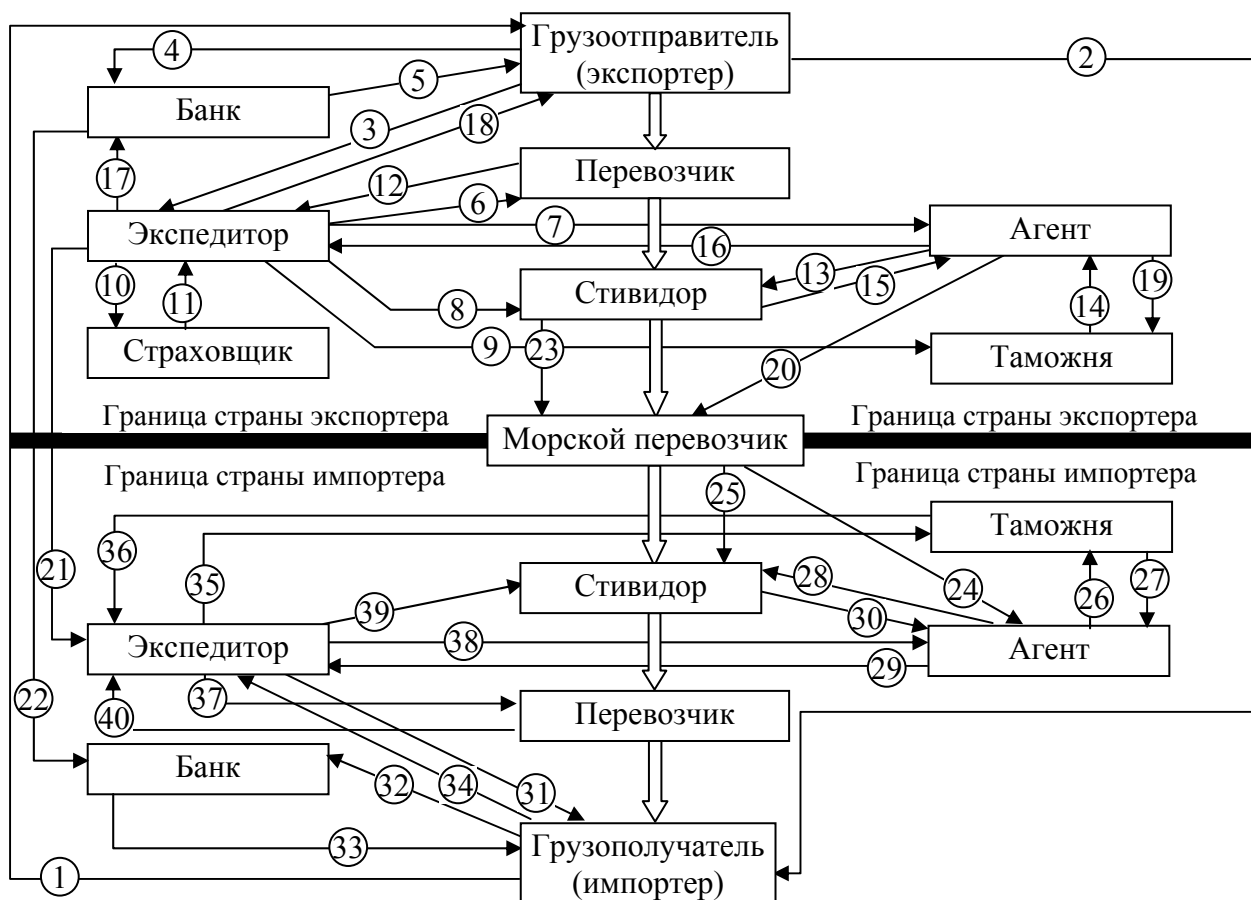 Грузоотправитель
(экспортер)
4
2
5
Банк
3
18
Перевозчик
17
12
6
Экспедитор
7
Агент
16
10
11
13
15
Стивидор
14
19
8
Страховщик
9
23
20
Таможня
Граница страны экспортера
Граница страны экспортера
Морской перевозчик
Граница страны импортера
Граница страны импортера
25
Таможня
36
21
35
Стивидор
28
24
26
27
39
30
Экспедитор
38
Агент
29
22
37
40
Перевозчик
Банк
32
34
31
33
Грузополучатель
(импортер)
1